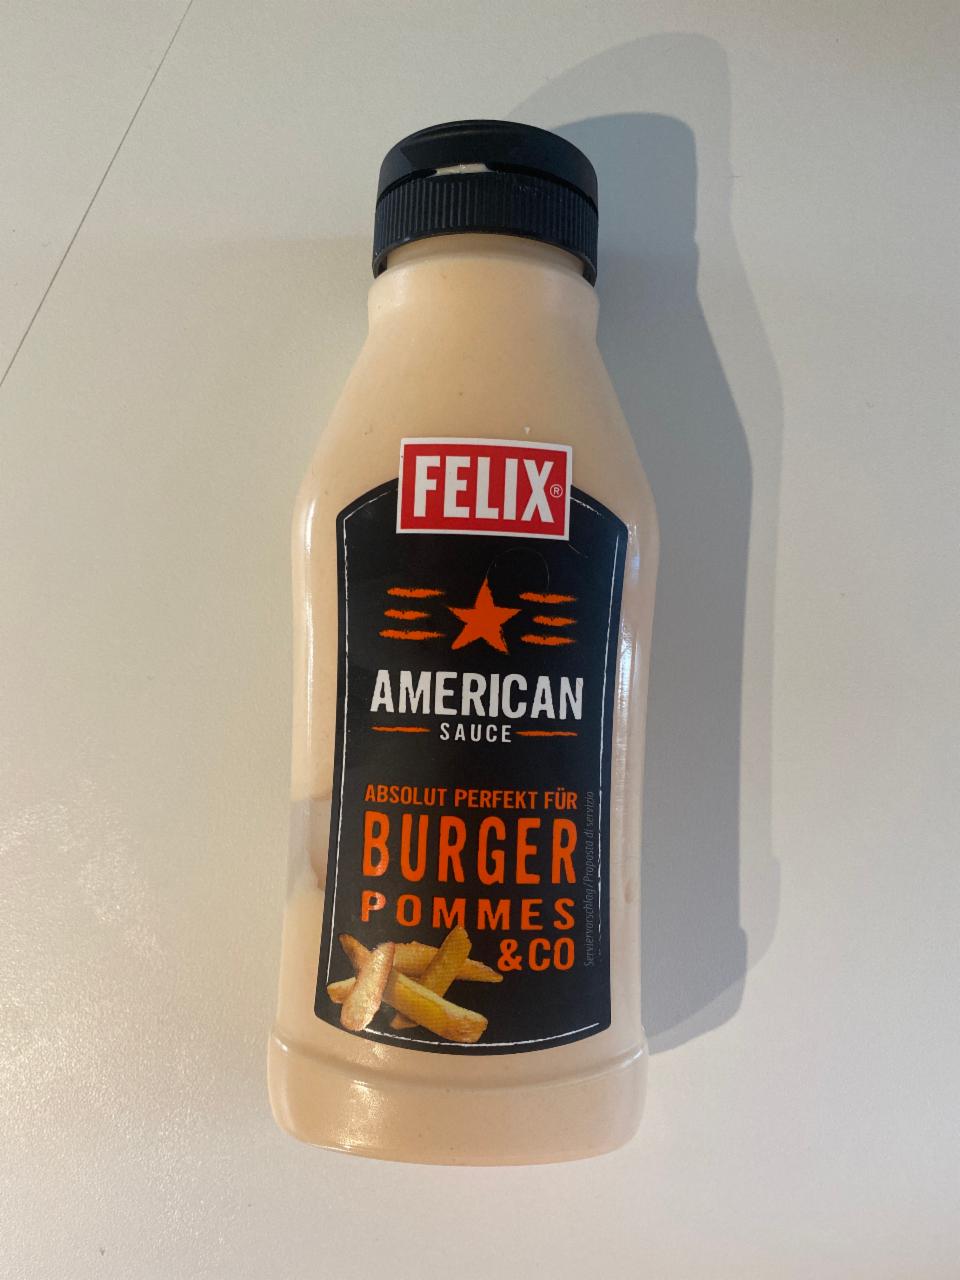 FELIX®
AMERICAN
SAUCE
ABSOLUT PERFEKT FÜR
BURGER
POMMES
& CO
Serviervorschlag/Proposta di servizio